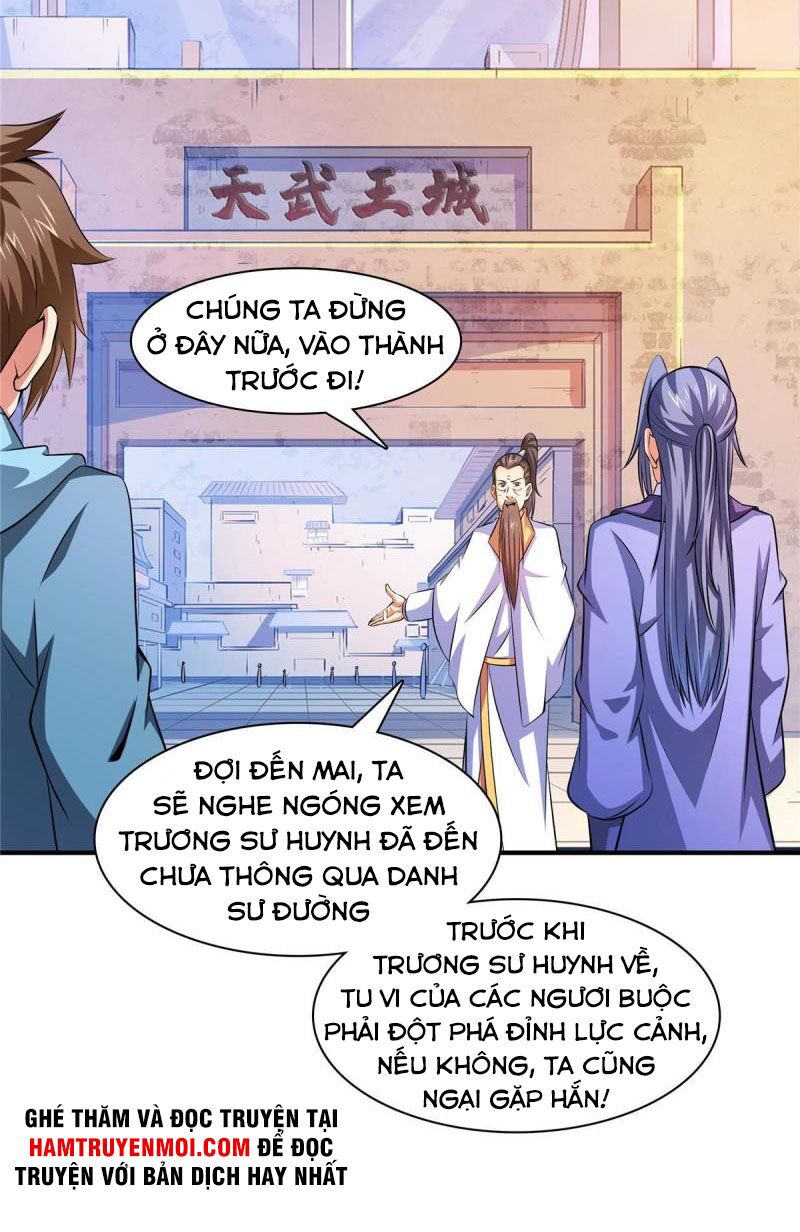 天武王城
CHÚNG TA ĐỪNG
Ở ĐÂY NỮA, VÀO THÀNH
TRƯỚC ĐI!
ĐỢI ĐẾN MAI, TA
SẼ NGHE NGÓNG XEM
TRƯƠNG SƯ HUYNH ĐÃ ĐẾN
CHƯA THÔNG QUA DANH
SƯ ĐƯỜNG
TRƯỚC KHI
TRƯƠNG SƯ HUYNH VỀ,
TU VI CỦA CÁC NGƯƠI BUỘC
PHẢI ĐỘT PHÁ ĐỈNH LỰC CẢNH,
NẾU KHÔNG, TA CŨNG
NGẠI GẶP HẮN!
GHÉ THĂM VÀ ĐỌC TRUYỆN TẠI
HAMTRUYENMOI.COM ĐỂ ĐỌC
TRUYỆN VỚI BẢN DỊCH HAY NHẤT